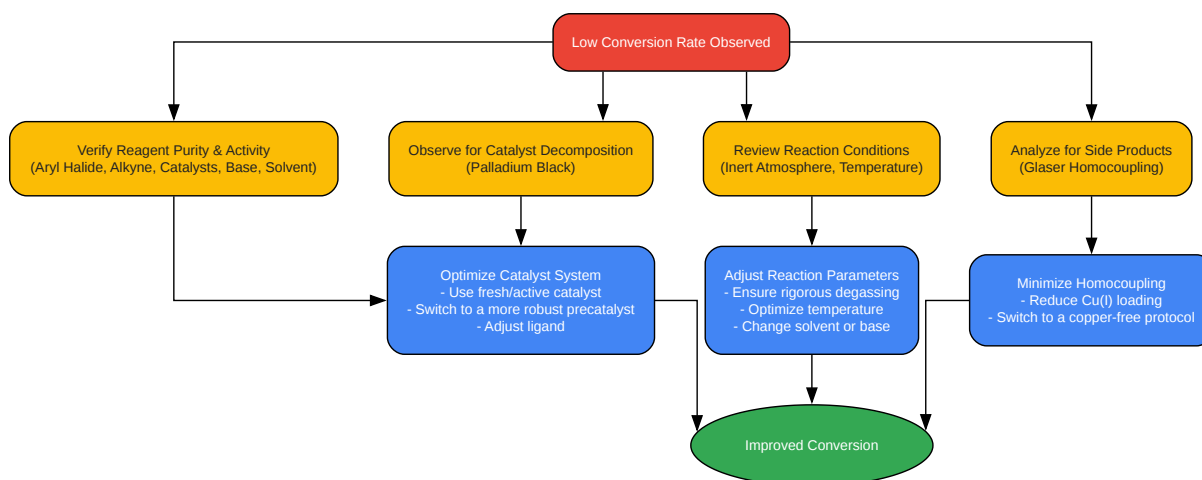 Low Conversion Rate Observed
Verify Reagent Purity & Activity
(Aryl Halide, Alkyne, Catalysts, Base, Solvent)
Observe for Catalyst Decomposition
(Palladium Black)
Review Reaction Conditions
(Inert Atmosphere, Temperature)
Analyze for Side Products
(Glaser Homocoupling)
Optimize Catalyst System
- Use fresh/active catalyst
- Switch to a more robust precatalyst
- Adjust ligand
Adjust Reaction Parameters
- Ensure rigorous degassing
- Optimize temperature
- Change solvent or base
Minimize Homocoupling
- Reduce Cu(I) loading
- Switch to a copper-free protocol
Improved Conversion